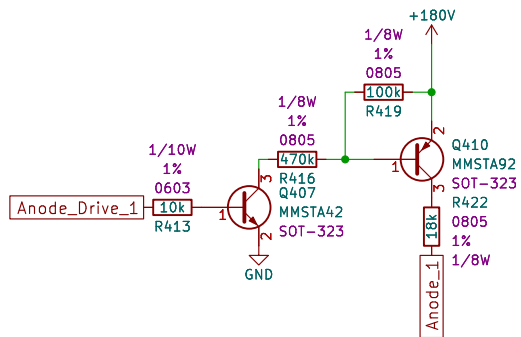 +180V
1/8W
1%
0805
100k
R419
1/8W
1%
0805
470k
R416
1/10W
1%
0603
10k
R413
Anode_Drive_1
1
3
2
Q407
MMSTA42
SOT-323
GND
1
2
3
Q410
MMSTA92
SOT-323
R422
0805
1%
1/8W
18k
Anode_1